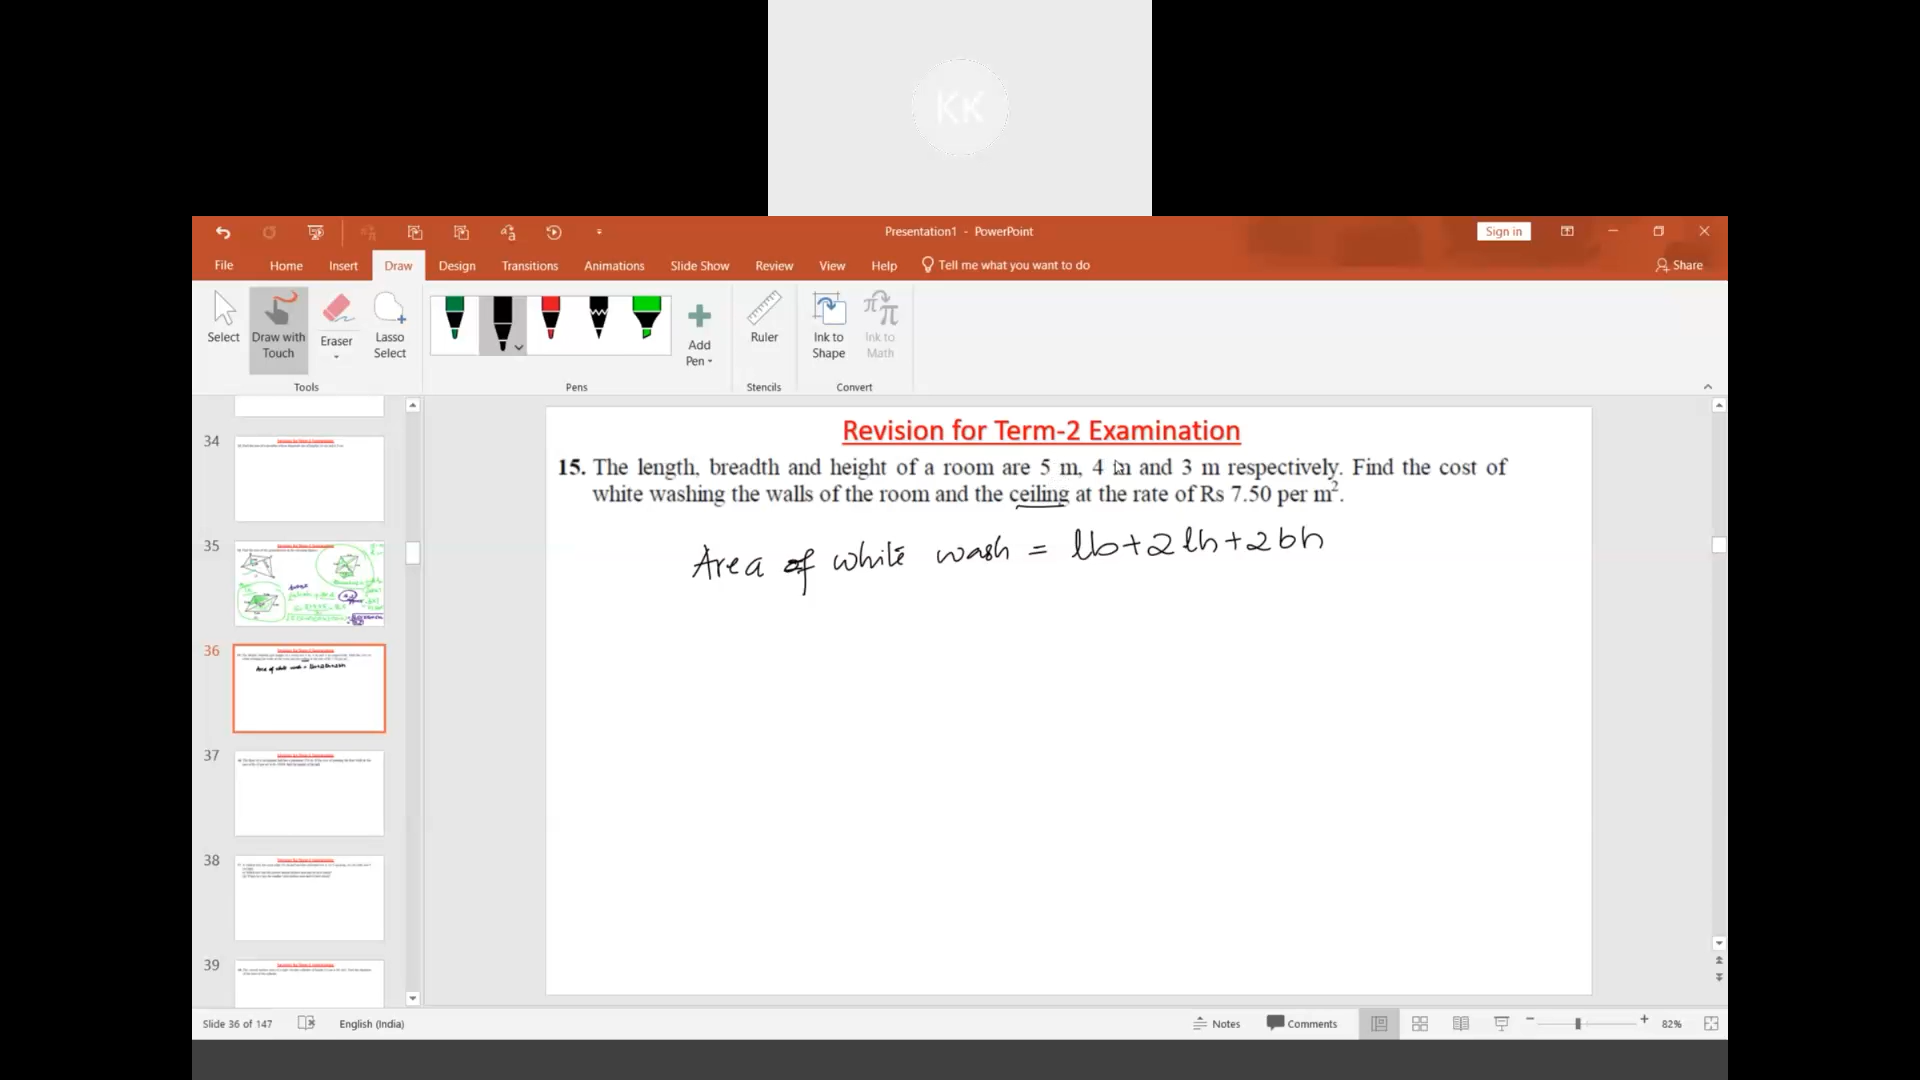 KK
Presentation1 - PowerPoint
Sign in
File Home Insert Draw Design Transitions Animations Slide Show Review View Help Tell me what you want to do Share
Select
Draw with Touch
Eraser
Lasso Select
Add Pen
Ruler
Ink to Shape
Ink to Math
Tools Pens Stencils Convert
34
35
36
37
38
39
Revision for Term-2 Examination
15. The length, breadth and height of a room are 5 m, 4 m and 3 m respectively. Find the cost of
white washing the walls of the room and the ceiling at the rate of Rs 7.50 per m².
Area of white wash = lb+2lh+2bh
Slide 36 of 147 English (India) Notes Comments 82%